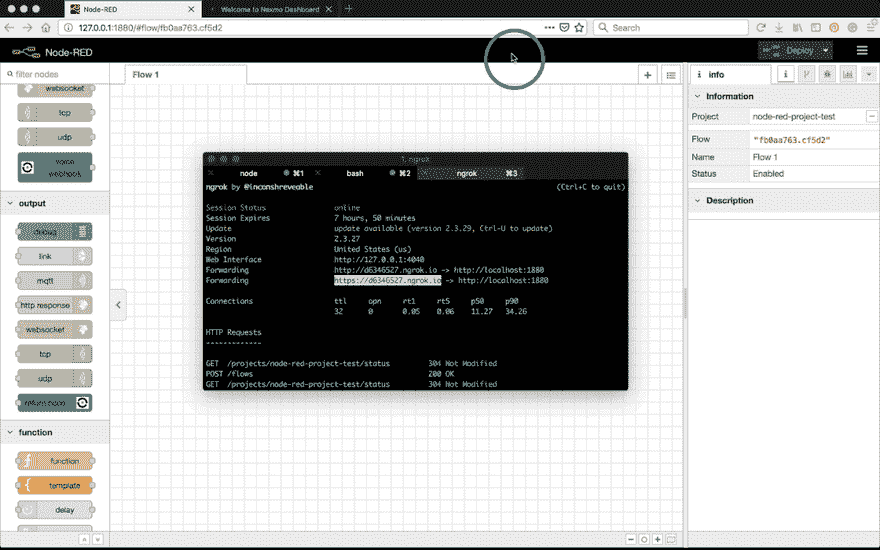 Node-RED
Welcome to Nexmo Dashboard
127.0.0.1:1880/#flow/fb0aa763.cf5d2
Search
Node-RED
Deploy
filter nodes
Flow 1
info
websocket
tcp
udp
webhook
output
debug
link
mqtt
http response
websocket
tcp
udp
function
function
template
delay
Information
Project node-red-project-test
Flow "fb0aa763.cf5d2"
Name Flow 1
Status Enabled
Description
1. ngrok
node ⌘1 bash ⌘2 ngrok ⌘3
ngrok by @inconshreveable (Ctrl+C to quit)
Session Status online
Session Expires 7 hours, 50 minutes
Update update available (version 2.3.29, Ctrl-U to update)
Version 2.3.27
Region United States (us)
Web Interface http://127.0.0.1:4040
Forwarding http://d6346527.ngrok.io -> http://localhost:1880
Forwarding https://d6346527.ngrok.io -> http://localhost:1880
Connections ttl opn rt1 rt5 p50 p90
32 0 0.05 0.06 11.27 34.26
HTTP Requests
-------------
GET /projects/node-red-project-test/status 304 Not Modified
POST /flows 200 OK
GET /projects/node-red-project-test/status 304 Not Modified